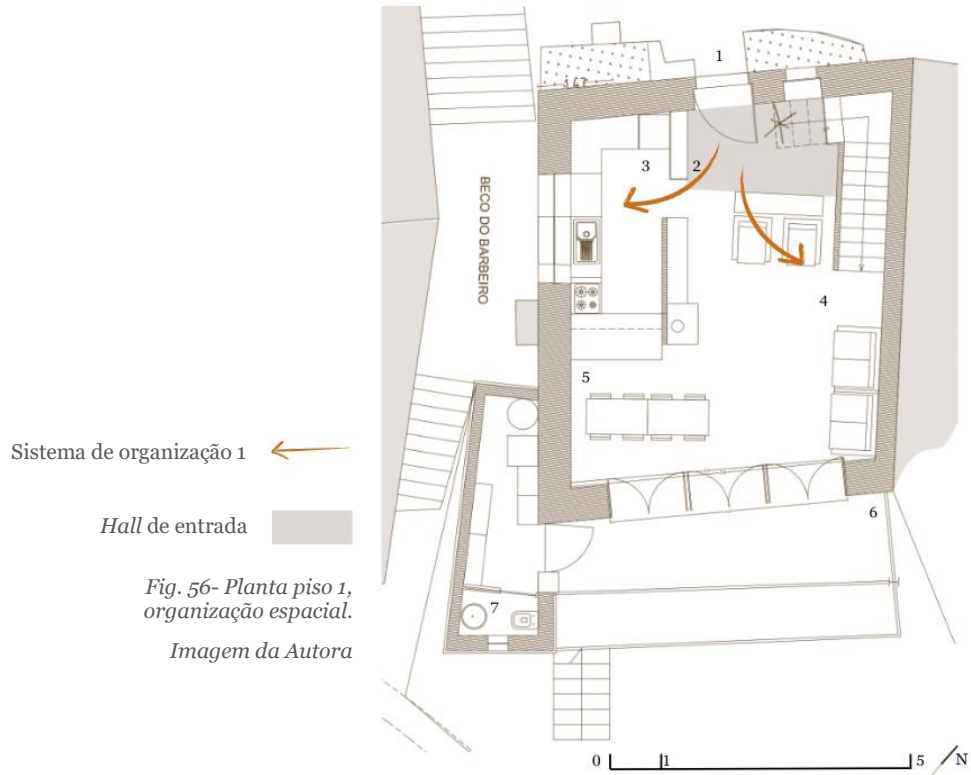 1
147
3
2
BECO DO BARBEIRO
4
5
Sistema de organização 1
6
Hall de entrada
Fig. 56- Planta piso 1,
organização espacial.
7
Imagem da Autora
0 1 5 N